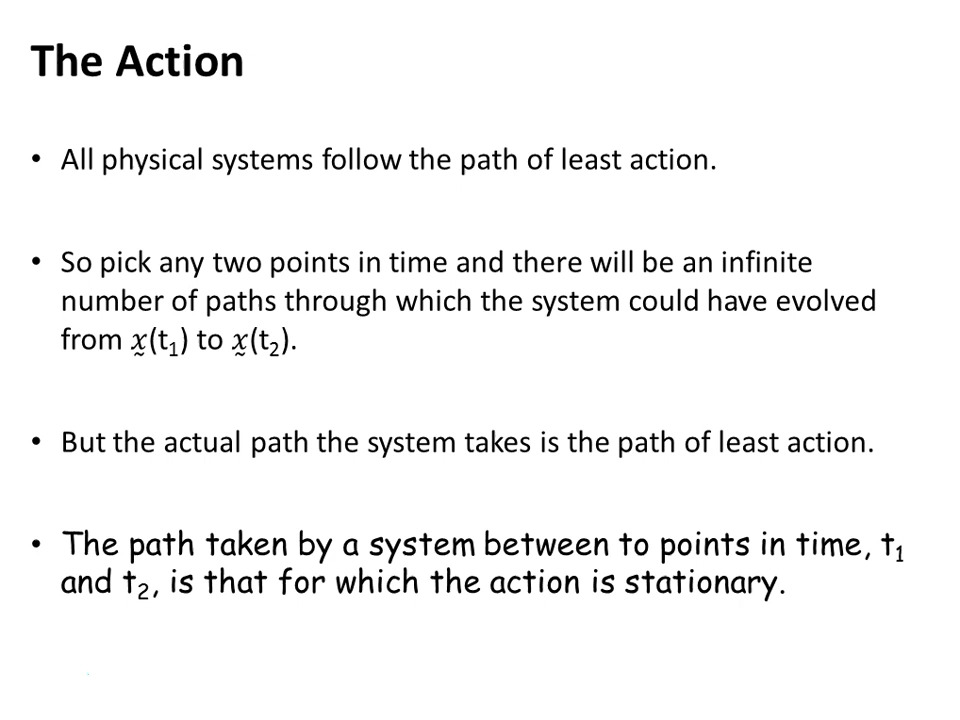 The Action
• All physical systems follow the path of least action.
• So pick any two points in time and there will be an infinite
number of paths through which the system could have evolved
from x̰(t₁) to x̰(t₂).
• But the actual path the system takes is the path of least action.
• The path taken by a system between to points in time, t₁
and t₂, is that for which the action is stationary.